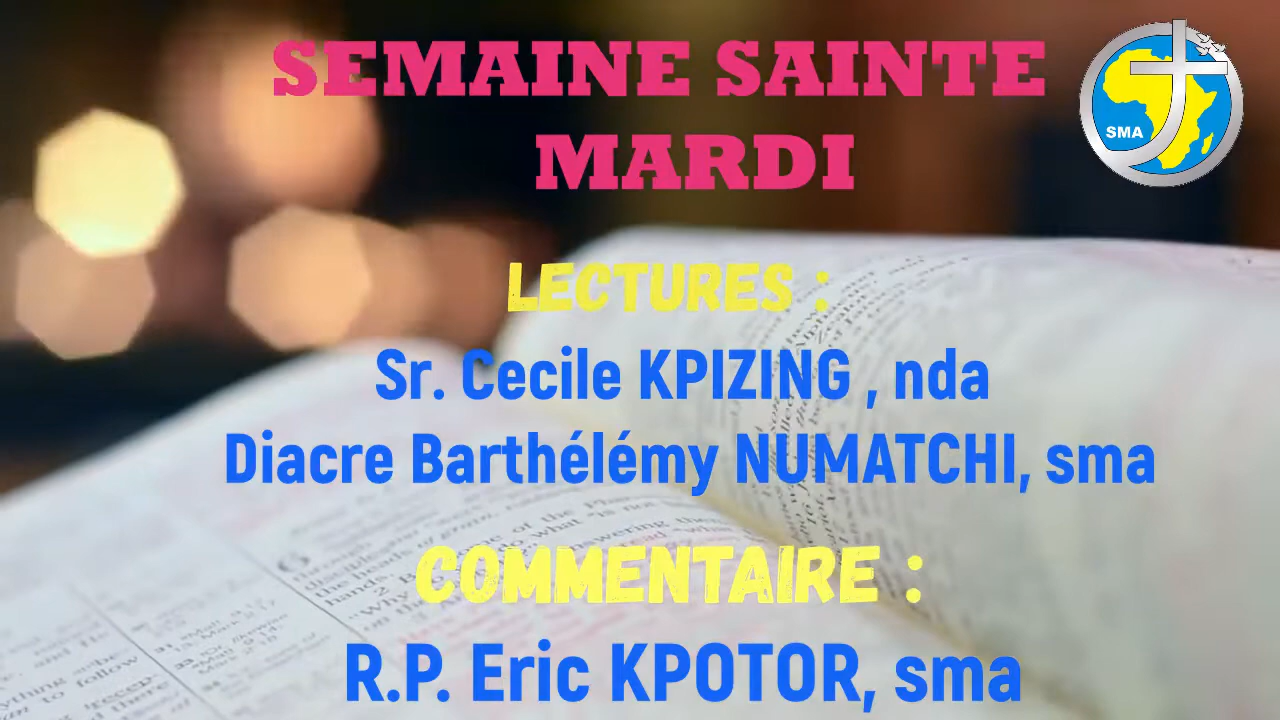 SEMAINE SAINTE
MARDI
SMA
LECTURES :
Sr. Cecile KPIZING , nda
Diacre Barthélémy NUMATCHI, sma
COMMENTAIRE :
R.P. Eric KPOTOR, sma